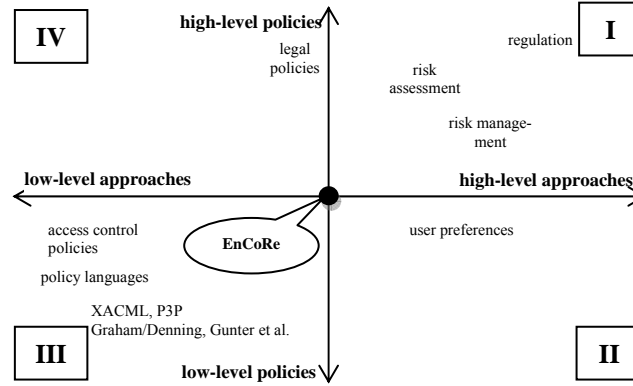 IV
high-level policies
I
legal
policies
regulation
risk
assessment
risk manage-
ment
low-level approaches
high-level approaches
access control
policies
EnCoRe
user preferences
policy languages
XACML, P3P
Graham/Denning, Gunter et al.
III
low-level policies
II